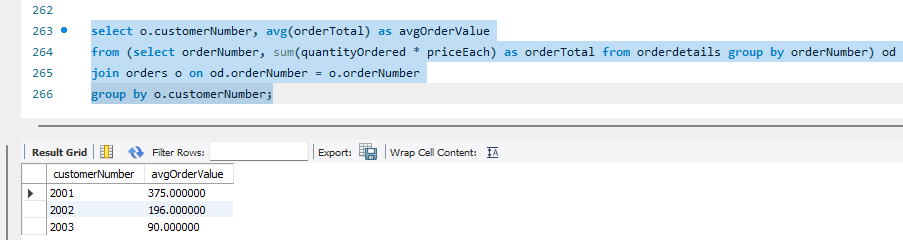 262
263 select o.customerNumber, avg(orderTotal) as avgOrderValue
264 from (select orderNumber, sum(quantityOrdered * priceEach) as orderTotal from orderdetails group by orderNumber) od
265 join orders o on od.orderNumber = o.orderNumber
266 group by o.customerNumber;
Result Grid Filter Rows: Export: Wrap Cell Content: IA
customerNumber avgOrderValue
2001 375.000000
2002 196.000000
2003 90.000000